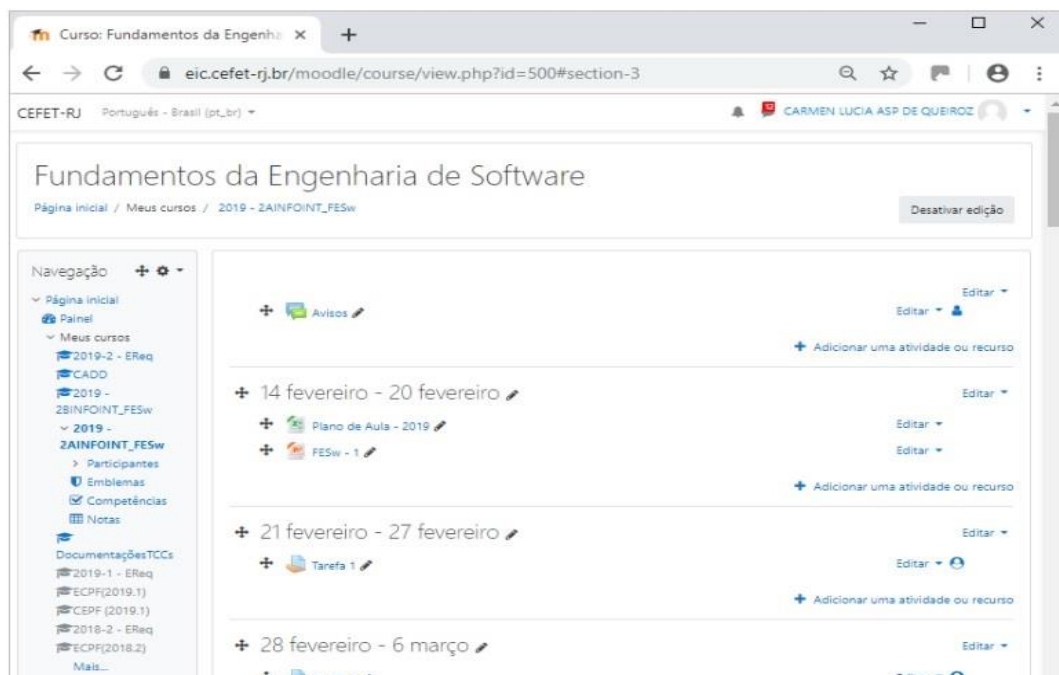 Curso: Fundamentos da Engenha
eic.cefet-rj.br/moodle/course/view.php?id=500#section-3
CEFET-RJ Português - Brasil (pt_br)
CARMEN LUCIA ASP DE QUEIROZ
Fundamentos da Engenharia de Software
Página inicial / Meus cursos / 2019 - 2AINFOINT_FESw
Desativar edição
Navegação
Página inicial
Painel
Meus cursos
2019-2 - EReq
CADD
2019 -
2BINFOINT_FESw
2019 -
2AINFOINT_FESw
Participantes
Emblemas
Competências
Notas
DocumentaçõesTCCs
2019-1 - EReq
ECPF(2019.1)
CEPF (2019.1)
2018-2 - EReq
ECPF(2018.2)
Mais...
Editar
Avisos Editar
Adicionar uma atividade ou recurso
14 fevereiro - 20 fevereiro Editar
Plano de Aula - 2019 Editar
FESw - 1 Editar
Adicionar uma atividade ou recurso
21 fevereiro - 27 fevereiro Editar
Tarefa 1 Editar
Adicionar uma atividade ou recurso
28 fevereiro - 6 março Editar